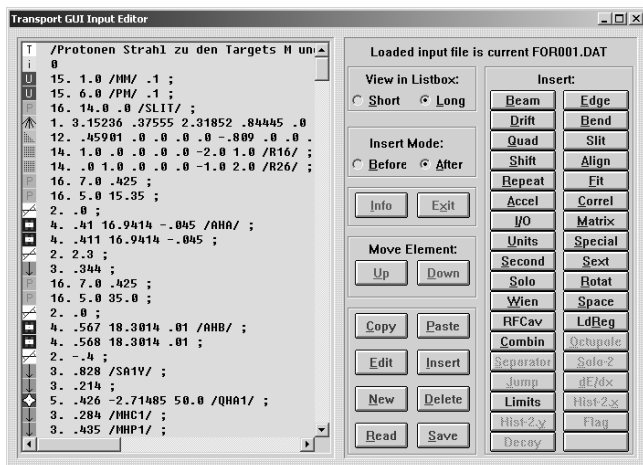 Transport GUI Input Editor
/Protonen Strahl zu den Targets M un
0
15. 1.0 /MM/ .1 ;
15. 6.0 /PM/ .1 ;
16. 14.0 .0 /SLIT/ ;
1. 3.15236 .37575 2.31852 .84445 .0
12. .45901 .0 .0 .0 .0 -.809 .0 .0 .
14. 1.0 .0 .0 .0 .0 -2.0 1.0 /R16/ ;
14. .0 1.0 .0 .0 .0 -1.0 2.0 /R26/ ;
16. 7.0 .425 ;
16. 5.0 15.35 ;
2. .0 ;
4. .41 16.9414 -.045 /AHA/ ;
4. .411 16.9414 -.045 ;
2. 2.3 ;
3. .344 ;
16. 7.0 .425 ;
16. 5.0 35.0 ;
2. .0 ;
4. .567 18.3014 .01 /AHB/ ;
4. .568 18.3014 .01 ;
2. -.4 ;
3. .828 /SA1Y/ ;
3. .214 ;
5. .426 -2.71485 50.0 /QHA1/ ;
3. .284 /MHC1/ ;
3. .435 /MHP1/ ;
Loaded input file is current FOR001.DAT
View in Listbox:
Short Long
Insert Mode:
Before After
Info Exit
Move Element:
Up Down
Copy Paste
Edit Insert
New Delete
Read Save
Insert:
Beam Edge
Drift Bend
Quad Slit
Shift Align
Repeat Fit
Accel Correl
I/O Matrix
Units Special
Second Sext
Solo Rotat
Wien Space
RFCav LdReg
Combin Octupole
Separator Solo-2
Jump dE/dx
Limits Hist-2.x
Hist-2.y Flag
Decay